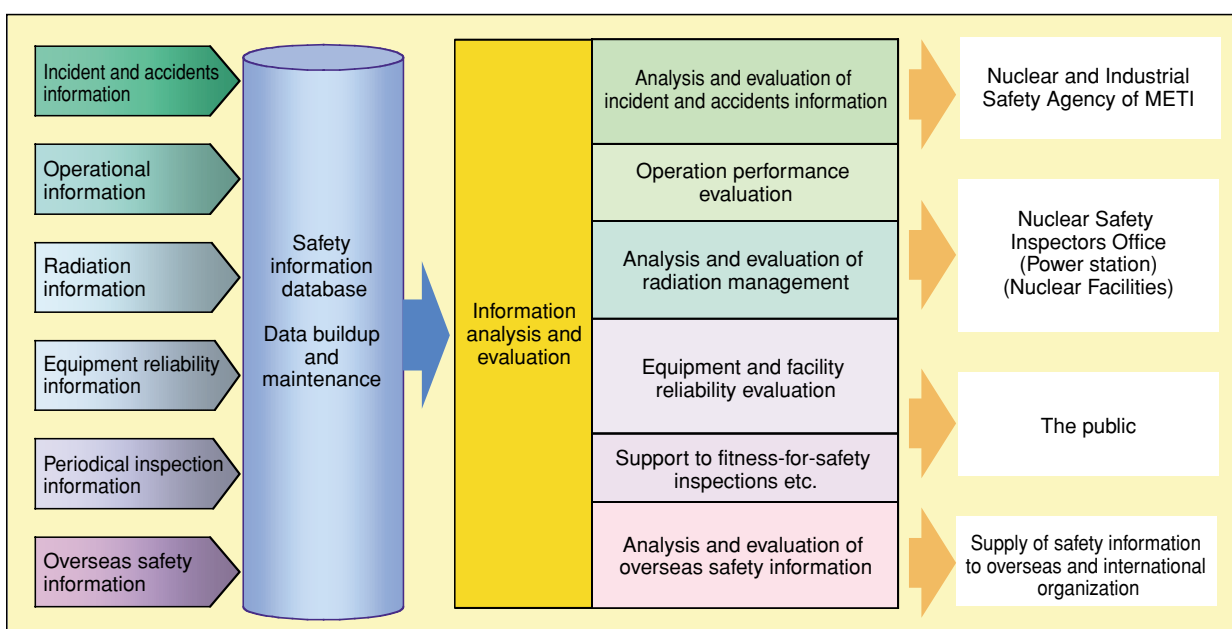 Incident and accidents
information
Operational
information
Radiation
information
Equipment reliability
information
Periodical inspection
information
Overseas safety
information
Safety
information
database
Data buildup
and
maintenance
Information
analysis and
evaluation
Analysis and evaluation of
incident and accidents information
Operation performance
evaluation
Analysis and evaluation of
radiation management
Equipment and facility
reliability evaluation
Support to fitness-for-safety
inspections etc.
Analysis and evaluation of
overseas safety information
Nuclear and Industrial
Safety Agency of METI
Nuclear Safety
Inspectors Office
(Power station)
(Nuclear Facilities)
The public
Supply of safety information
to overseas and international
organization